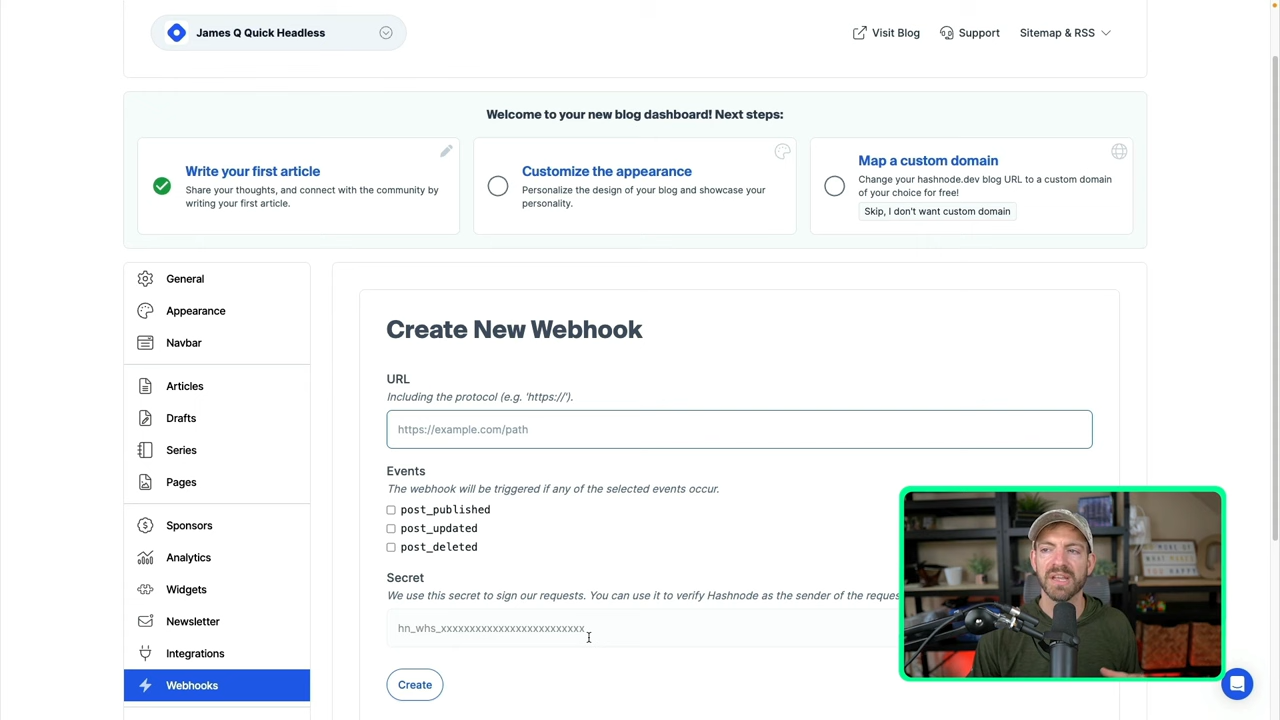 James Q Quick Headless
Visit Blog
Support
Sitemap & RSS
Welcome to your new blog dashboard! Next steps:
Write your first article
Share your thoughts, and connect with the community by
writing your first article.
Customize the appearance
Personalize the design of your blog and showcase your
personality.
Map a custom domain
Change your hashnode.dev blog URL to a custom domain
of your choice for free!
Skip, I don't want custom domain
General
Appearance
Navbar
Articles
Drafts
Series
Pages
Sponsors
Analytics
Widgets
Newsletter
Integrations
Webhooks
Create New Webhook
URL
Including the protocol (e.g. 'https://').
https://example.com/path
Events
The webhook will be triggered if any of the selected events occur.
post_published
post_updated
post_deleted
Secret
We use this secret to sign our requests. You can use it to verify Hashnode as the sender of the
hn_whs_xxxxxxxxxxxxxxxxxxxxxxxxx
Create